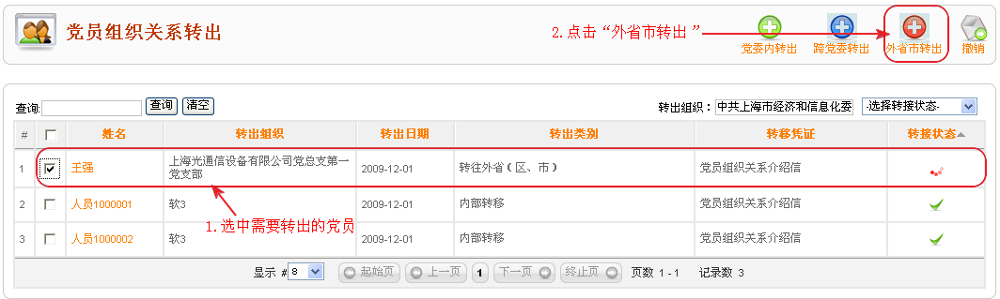 党员组织关系转出
2.点击“外省市转出 ”
党委内转出 跨党委转出 外省市转出 撤销
查询: 查询 清空 转出组织： 中共上海市经济和信息化委 -选择转接状态-
# 姓名 转出组织 转出日期 转出类别 转移凭证 转接状态
1 王强 上海光通信设备有限公司党总支第一 2009-12-01 转往外省（区、市） 党员组织关系介绍信
党支部
2 人员1000001 软3 2009-12-01 内部转移 党员组织关系介绍信
1.选中需要转出的党员
3 人员1000002 软3 2009-12-01 内部转移 党员组织关系介绍信
显示 # 8 起始页 上一页 1 下一页 终止页 页数 1 - 1 记录数 3